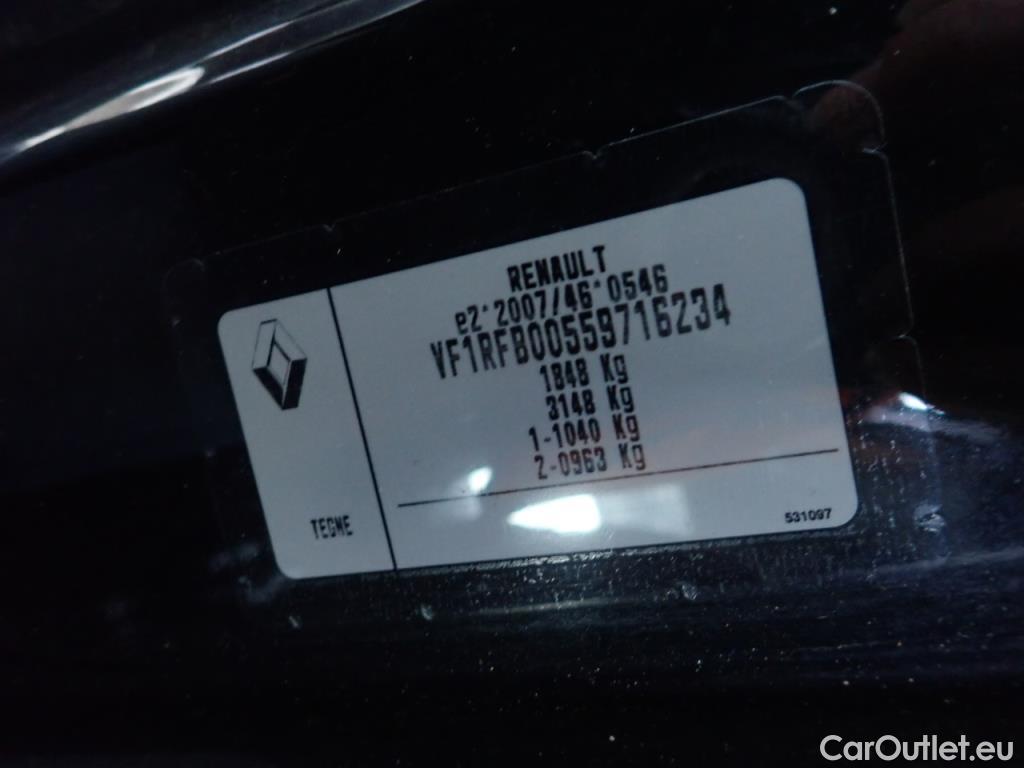 RENAULT
e2*2007/46*0546
VF1RFB00559716234
1848 Kg
3148 Kg
1-1040 Kg
2-0963 Kg
TEGNE
531097
CarOutlet.eu